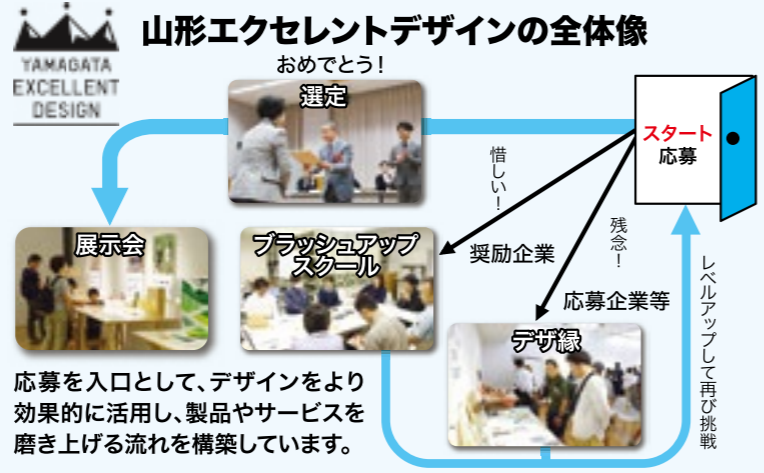 YAMAGATA
EXCELLENT
DESIGN
山形エクセレントデザインの全体像
おめでとう！
選定
スタート
応募
惜しい！
残念！
展示会
ブラッシュアップ
スクール
奨励企業
応募企業等
デザ縁
レベルアップして再び挑戦
応募を入口として、デザインをより
効果的に活用し、製品やサービスを
磨き上げる流れを構築しています。